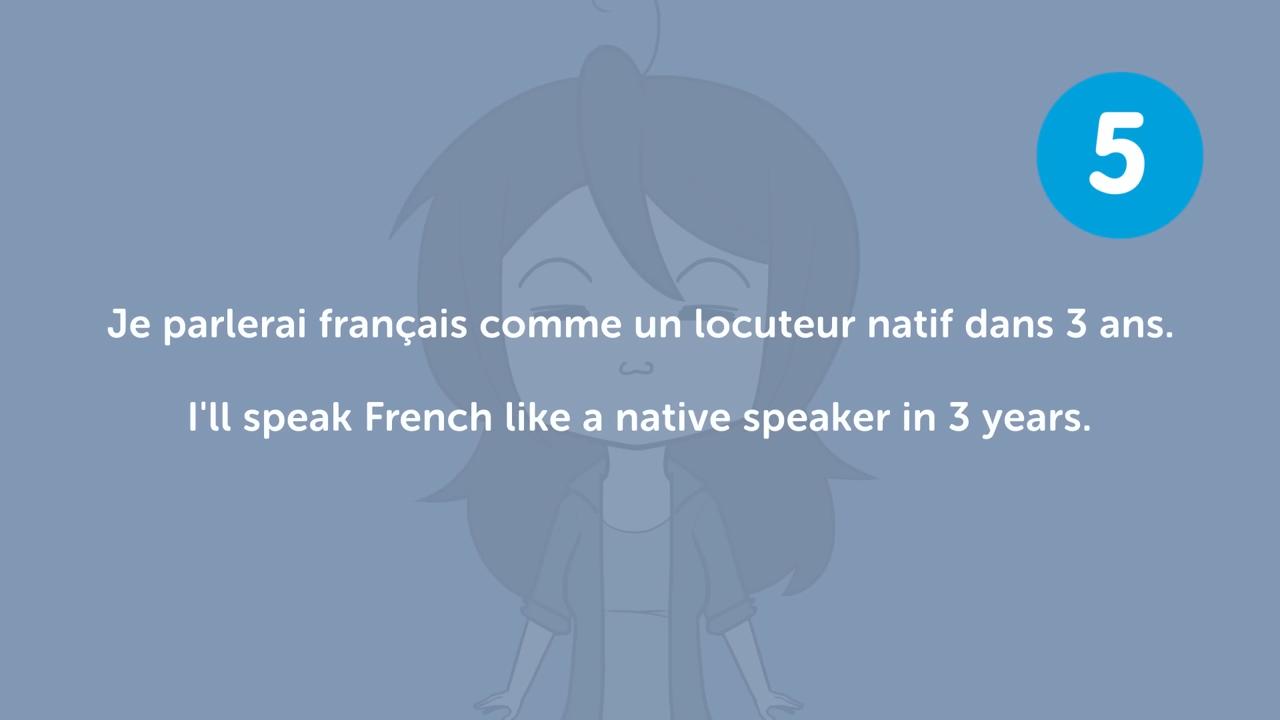 5
Je parlerai français comme un locuteur natif dans 3 ans.
I'll speak French like a native speaker in 3 years.